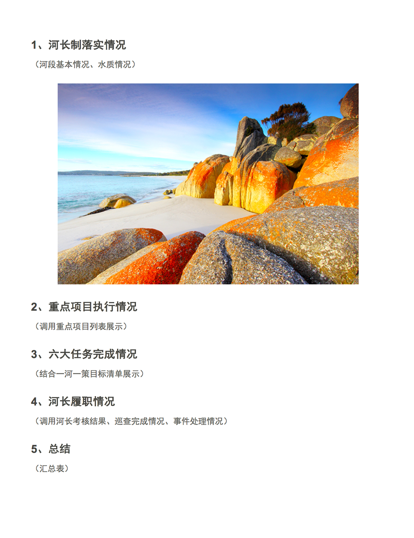 1、河长制落实情况
（河段基本情况、水质情况）
2、重点项目执行情况
（调用重点项目列表展示）
3、六大任务完成情况
（结合一河一策目标清单展示）
4、河长履职情况
（调用河长考核结果、巡查完成情况、事件处理情况）
5、总结
（汇总表）